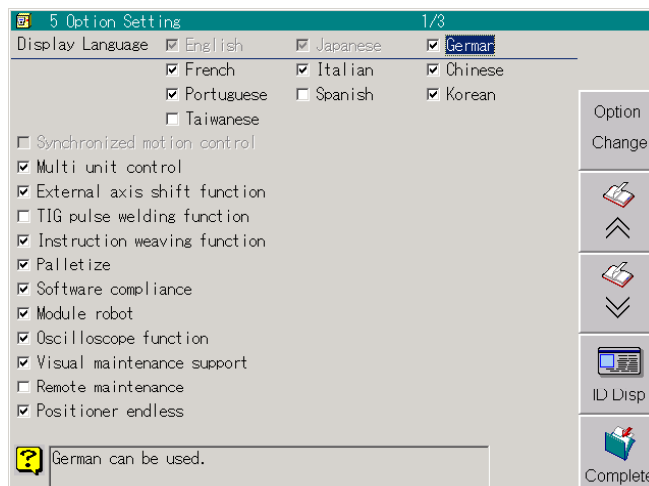 5 Option Setting 1/3
Display Language English Japanese German
French Italian Chinese
Portuguese Spanish Korean
Taiwanese
Synchronized motion control
Multi unit control
External axis shift function
TIG pulse welding function
Instruction weaving function
Palletize
Software compliance
Module robot
Oscilloscope function
Visual maintenance support
Remote maintenance
Positioner endless
German can be used.
Option
Change
ID Disp
Complete